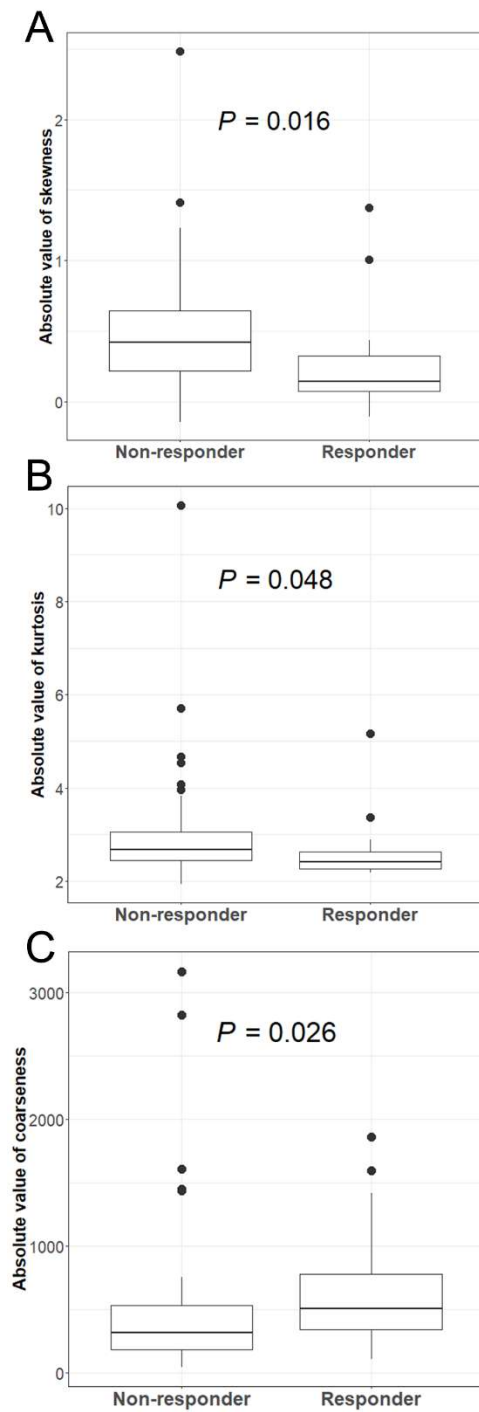 A
Absolute value of skewness
2
1
0
P = 0.016
Non-responder Responder
B
Absolute value of kurtosis
10
8
6
4
2
P = 0.048
Non-responder Responder
C
Absolute value of coarseness
3000
2000
1000
0
P = 0.026
Non-responder Responder